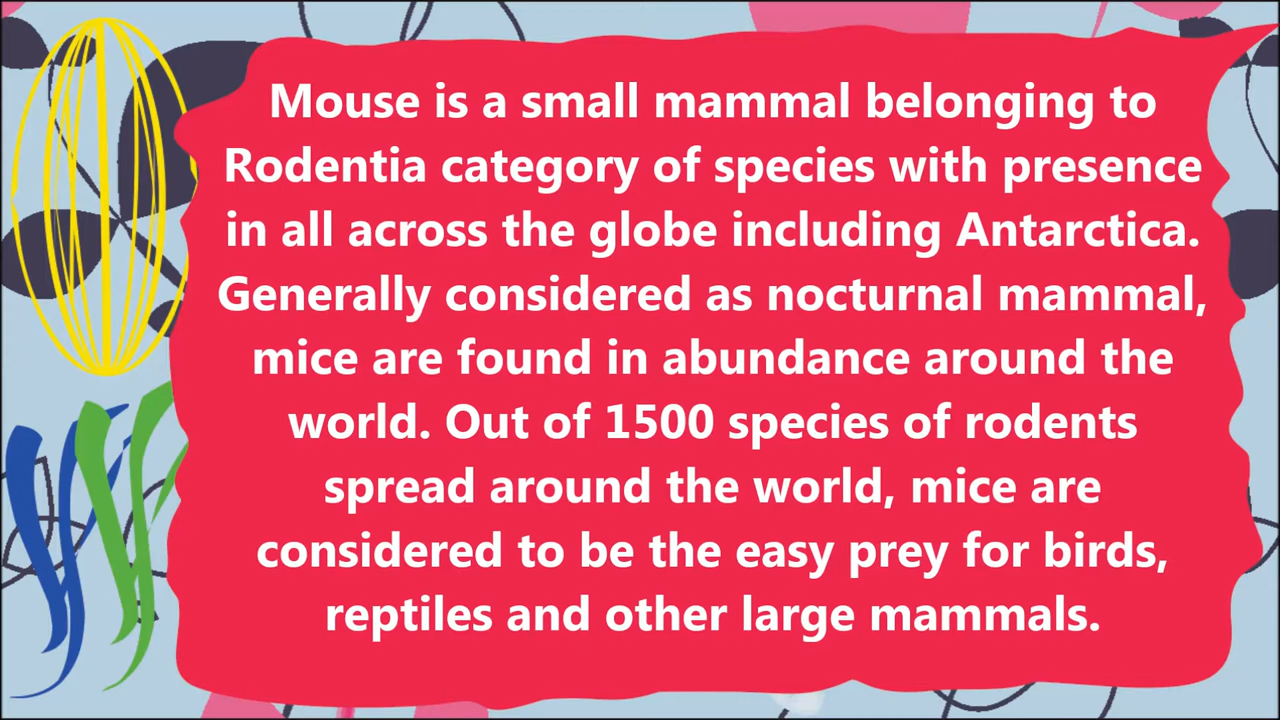 Mouse is a small mammal belonging to
Rodentia category of species with presence
in all across the globe including Antarctica.
Generally considered as nocturnal mammal,
mice are found in abundance around the
world. Out of 1500 species of rodents
spread around the world, mice are
considered to be the easy prey for birds,
reptiles and other large mammals.